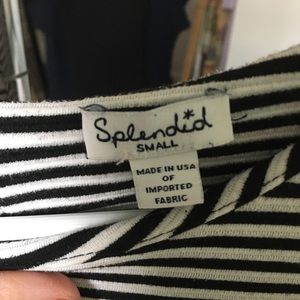 Splendid
SMALL
MADE IN USA
OF
IMPORTED
FABRIC